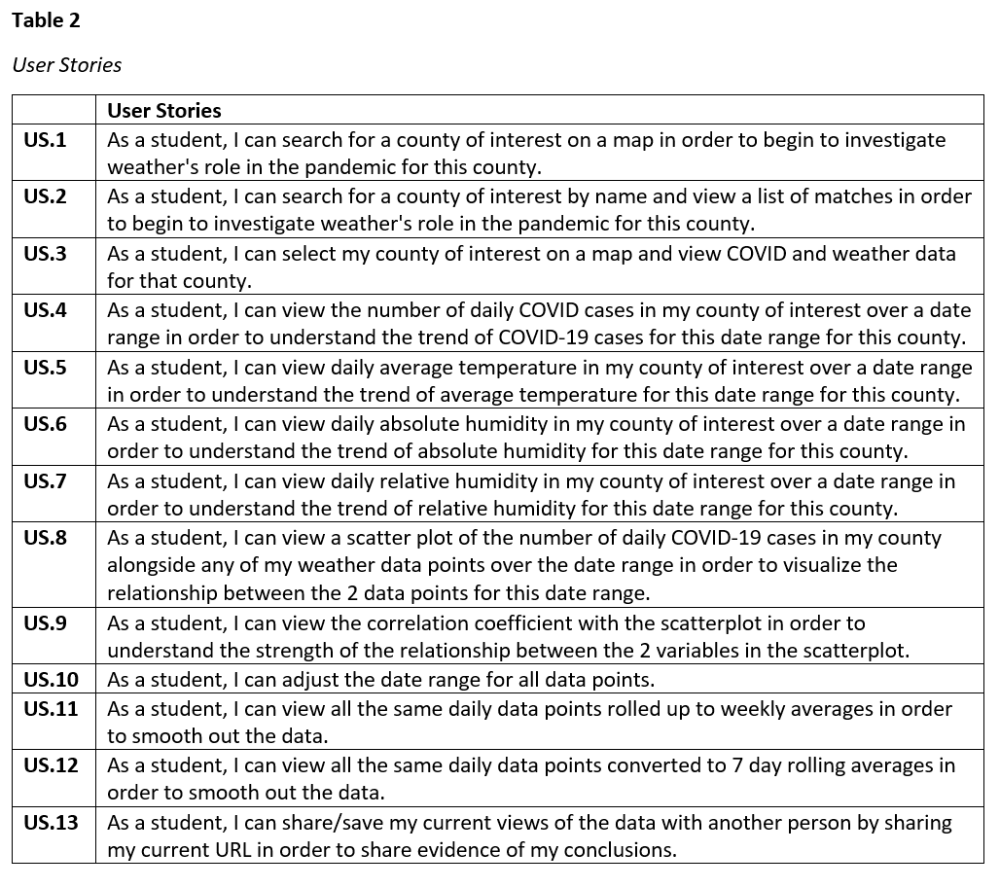 Table 2
User Stories
User Stories
US.1 As a student, I can search for a county of interest on a map in order to begin to investigate
weather's role in the pandemic for this county.
US.2 As a student, I can search for a county of interest by name and view a list of matches in order
to begin to investigate weather's role in the pandemic for this county.
US.3 As a student, I can select my county of interest on a map and view COVID and weather data
for that county.
US.4 As a student, I can view the number of daily COVID cases in my county of interest over a date
range in order to understand the trend of COVID-19 cases for this date range for this county.
US.5 As a student, I can view daily average temperature in my county of interest over a date range
in order to understand the trend of average temperature for this date range for this county.
US.6 As a student, I can view daily absolute humidity in my county of interest over a date range in
order to understand the trend of absolute humidity for this date range for this county.
US.7 As a student, I can view daily relative humidity in my county of interest over a date range in
order to understand the trend of relative humidity for this date range for this county.
US.8 As a student, I can view a scatter plot of the number of daily COVID-19 cases in my county
alongside any of my weather data points over the date range in order to visualize the
relationship between the 2 data points for this date range.
US.9 As a student, I can view the correlation coefficient with the scatterplot in order to
understand the strength of the relationship between the 2 variables in the scatterplot.
US.10 As a student, I can adjust the date range for all data points.
US.11 As a student, I can view all the same daily data points rolled up to weekly averages in order
to smooth out the data.
US.12 As a student, I can view all the same daily data points converted to 7 day rolling averages in
order to smooth out the data.
US.13 As a student, I can share/save my current views of the data with another person by sharing
my current URL in order to share evidence of my conclusions.